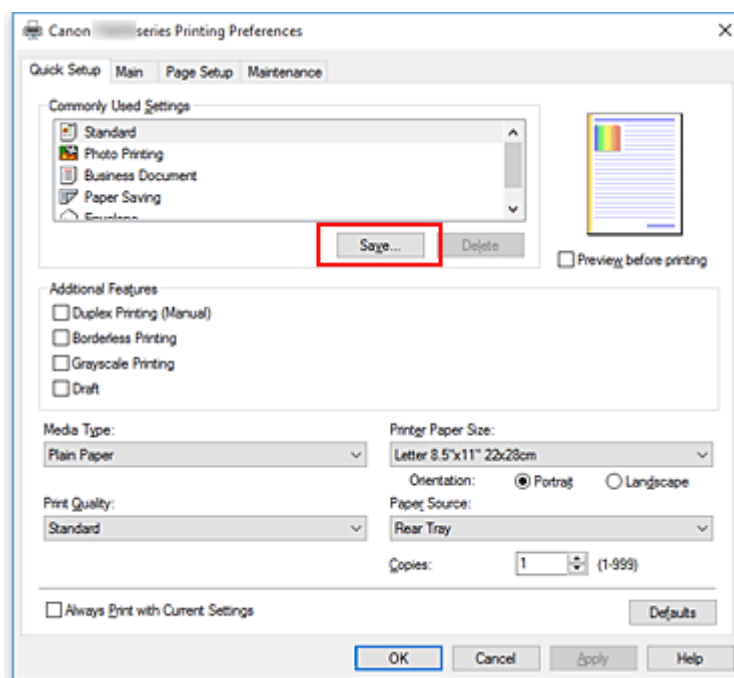 Canon series Printing Preferences
Quick Setup Main Page Setup Maintenance
Commonly Used Settings
Standard
Photo Printing
Business Document
Paper Saving
Envelope
Save... Delete
Preview before printing
Additional Features
Duplex Printing (Manual)
Borderless Printing
Grayscale Printing
Draft
Media Type: Printer Paper Size:
Plain Paper Letter 8.5"x11" 22x28cm
Orientation: Portrait Landscape
Print Quality: Paper Source:
Standard Rear Tray
Copies: 1 (1-999)
Always Print with Current Settings Defaults
OK Cancel Apply Help